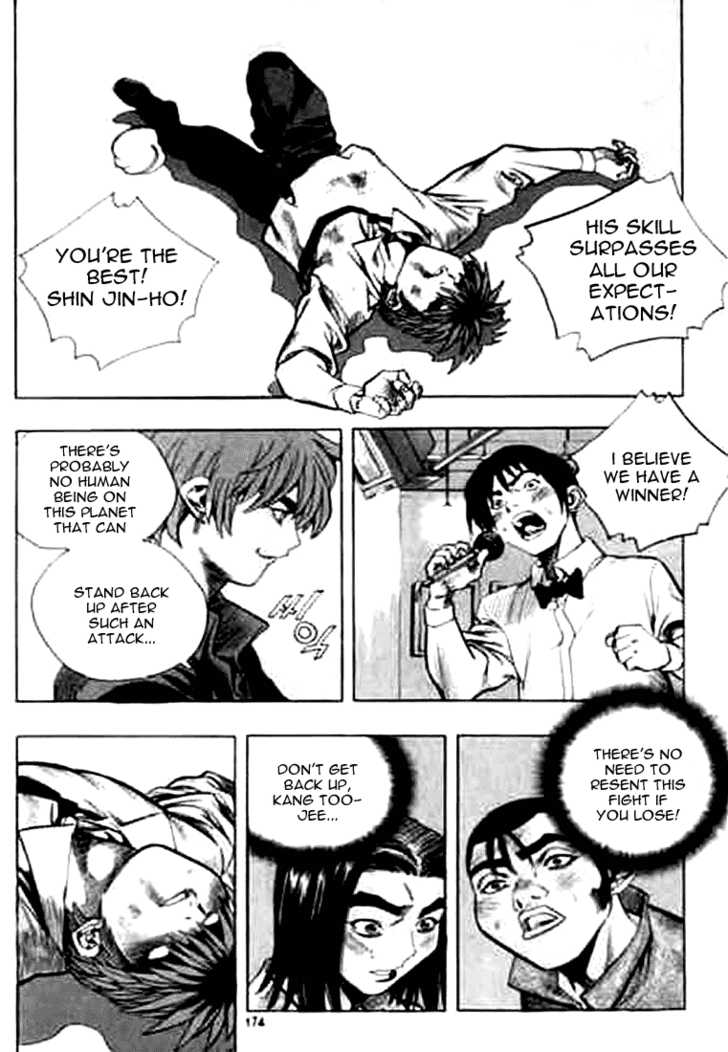 YOU'RE THE
BEST!
SHIN JIN-HO!
HIS SKILL
SURPASSES
ALL OUR
EXPECT-
ATIONS!
THERE'S
PROBABLY
NO HUMAN
BEING ON
THIS PLANET
THAT CAN
STAND BACK
UP AFTER
SUCH AN
ATTACK...
I BELIEVE
WE HAVE A
WINNER!
DON'T GET
BACK UP,
KANG TOO-
JEE...
THERE'S NO
NEED TO
RESENT THIS
FIGHT IF
YOU LOSE!
174